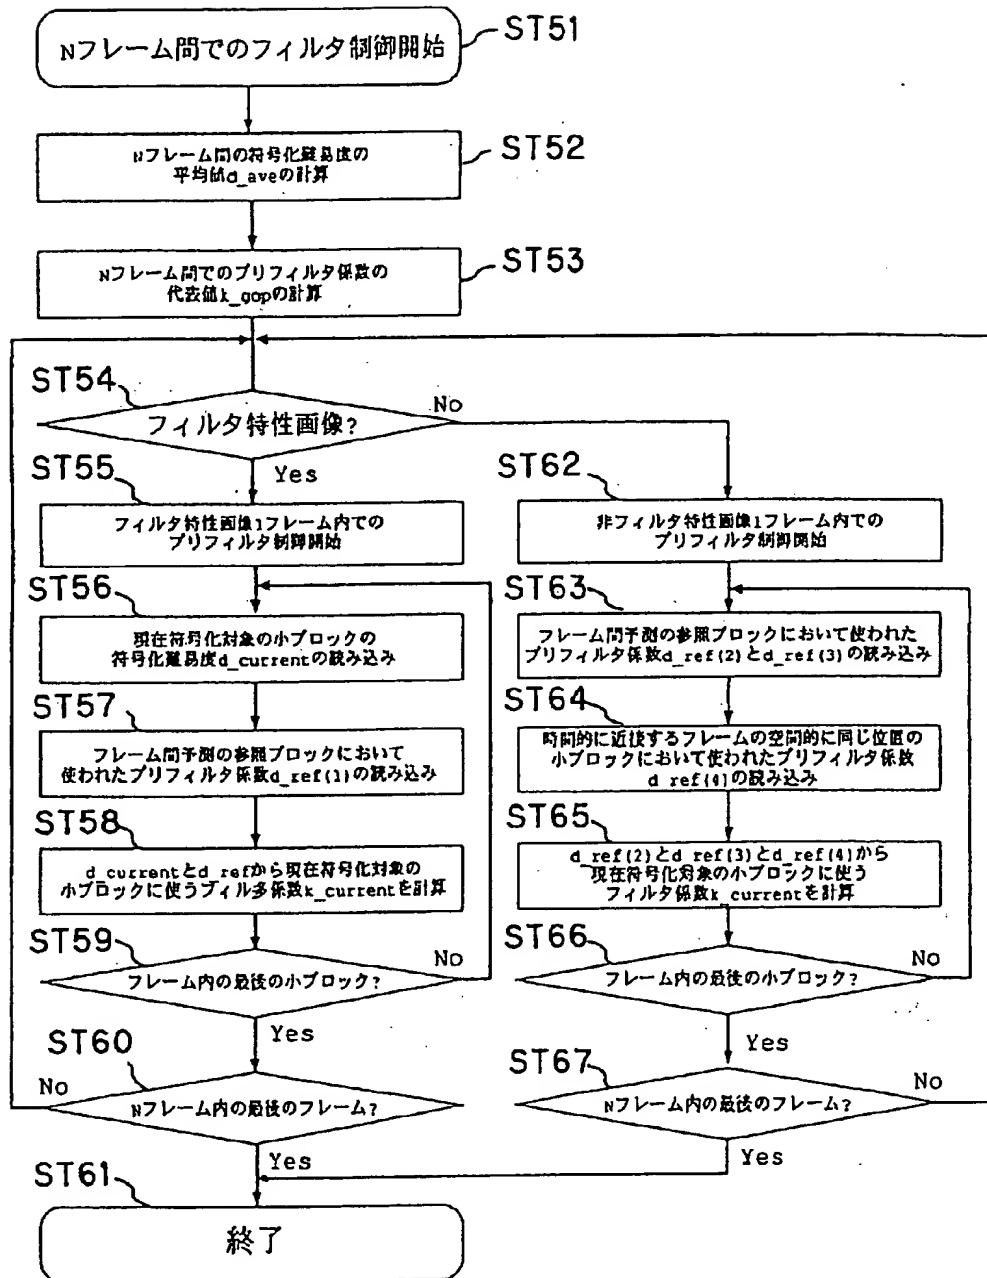 Nフレーム間でのフィルタ制御開始
ST51
Nフレーム間の符号化難易度の
平均値d_aveの計算
ST52
Nフレーム間でのプリフィルタ係数の
代表値k_gopの計算
ST53
ST54
フィルタ特性画像?
No
Yes
ST55
フィルタ特性画像1フレーム内での
プリフィルタ制御開始
ST56
現在符号化対象の小ブロックの
符号化難易度d_currentの読み込み
ST57
フレーム間予測の参照ブロックにおいて
使われたプリフィルタ係数d_ref(1)の読み込み
ST58
d_currentとd_refから現在符号化対象の
小ブロックに使うフィル多係数k_currentを計算
ST59
フレーム内の最後の小ブロック?
No
Yes
ST60
No
Nフレーム内の最後のフレーム?
Yes
ST61
終了
ST62
非フィルタ特性画像1フレーム内での
プリフィルタ制御開始
ST63
フレーム間予測の参照ブロックにおいて使われた
プリフィルタ係数d_ref(2)とd_ref(3)の読み込み
ST64
時間的に近後するフレームの空間的に同じ位置の
小ブロックにおいて使われたプリフィルタ係数
d_ref(4)の読み込み
ST65
d_ref(2)とd_ref(3)とd_ref(4)から
現在符号化対象の小ブロックに使う
フィルタ係数k_currentを計算
ST66
フレーム内の最後の小ブロック?
No
Yes
ST67
Nフレーム内の最後のフレーム?
No
Yes